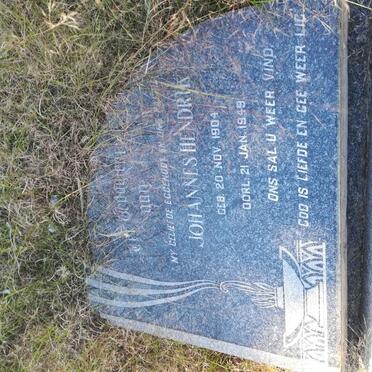 MY GELIEFDE EGGENOOT
JOHANNES HENDRIK
GEB. 20 NOV. 1904
OORL. 21 JAN. 1949
ONS SAL U WEER VIND
GOD IS LIEFDE EN GEE WEER LIG